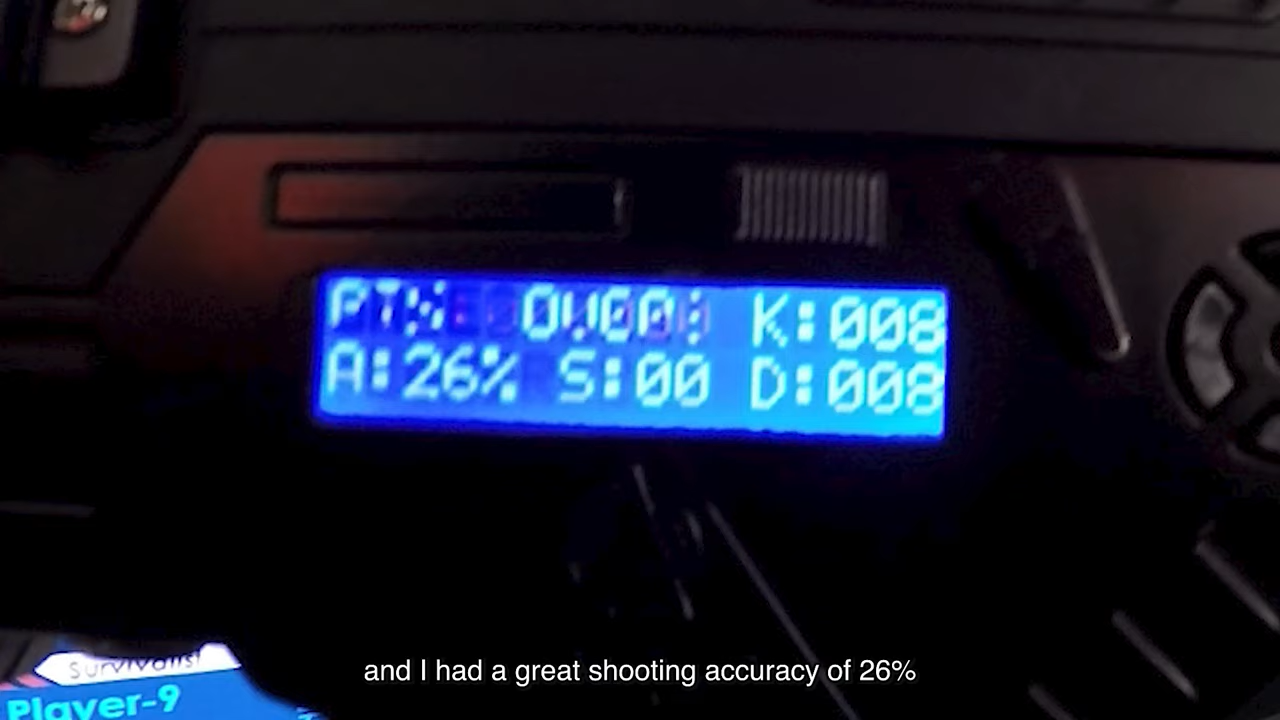 K:008
A:26% S:00 D:008
Survivalist
Player-9
and I had a great shooting accuracy of 26%